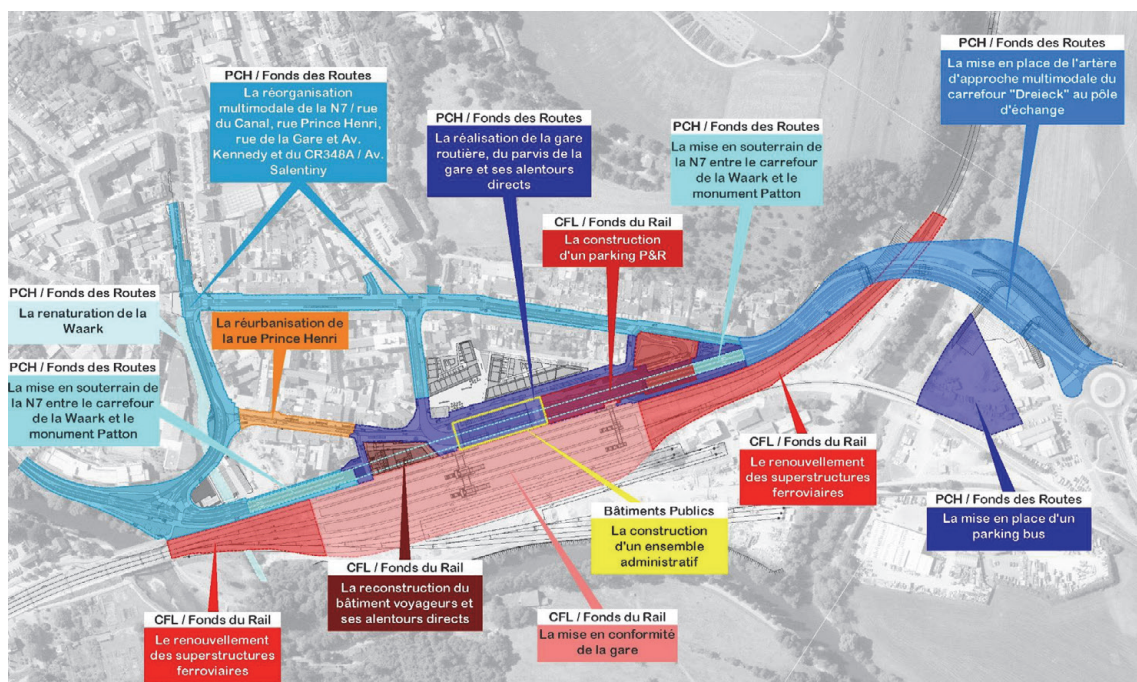 PCH / Fonds des Routes
La réorganisation
multimodale de la N7 / rue
du Canal, rue Prince Henri,
rue de la Gare et Av.
Kennedy et du CR348A / Av.
Salentiny
PCH / Fonds des Routes
La réalisation de la gare
routière, du parvis de la
gare et ses alentours
directs
PCH / Fonds des Routes
La mise en souterrain de
la N7 entre le carrefour
de la Waark et le
monument Patton
PCH / Fonds des Routes
La mise en place de l'artère
d'approche multimodale du
carrefour "Dreieck" au pôle
d'échange
CFL / Fonds du Rail
La construction
d'un parking P&R
PCH / Fonds des Routes
La renaturation de la
Waark
La réurbanisation de
la rue Prince Henri
PCH / Fonds des Routes
La mise en souterrain de
la N7 entre le carrefour
de la Waark et le
monument Patton
CFL / Fonds du Rail
Le renouvellement
des superstructures
ferroviaires
PCH / Fonds des Routes
La mise en place d'un
parking bus
Bâtiments Publics
La construction
d'un ensemble
administratif
CFL / Fonds du Rail
La reconstruction du
bâtiment voyageurs et
ses alentours directs
CFL / Fonds du Rail
La mise en conformité
de la gare
CFL / Fonds du Rail
Le renouvellement
des superstructures
ferroviaires